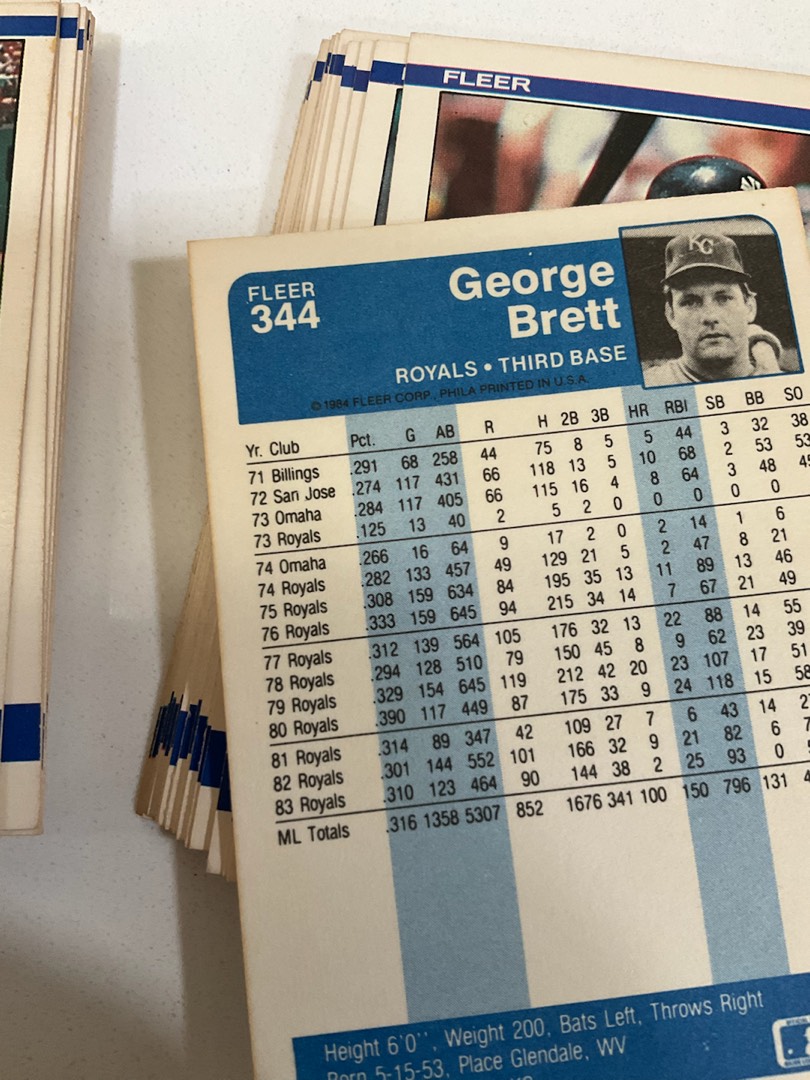 FLEER
FLEER
344
George
Brett
KC
ROYALS • THIRD BASE
© 1984 FLEER CORP., PHILA PRINTED IN U.S.A.
Yr. Club Pct. G AB R H 2B 3B HR RBI SB BB SO
71 Billings .291 68 258 44 75 8 5 5 44 3 32 38
72 San Jose .274 117 431 66 118 13 5 10 68 2 53 53
73 Omaha .284 117 405 66 115 16 4 8 64 3 48
73 Royals .125 13 40 2 5 2 0 0 0 0 0
74 Omaha .266 16 64 9 17 2 0 2 14 1 6
74 Royals .282 133 457 49 129 21 5 2 47 8 21
75 Royals .308 159 634 84 195 35 13 11 89 13 46
76 Royals .333 159 645 94 215 34 14 7 67 21 49
77 Royals .312 139 564 105 176 32 13 22 88 14 55
78 Royals .294 128 510 79 150 45 8 9 62 23 39
79 Royals .329 154 645 119 212 42 20 23 107 17 51
80 Royals .390 117 449 87 175 33 9 24 118 15 58
81 Royals .314 89 347 42 109 27 7 6 43 14
82 Royals .301 144 552 101 166 32 9 21 82 6
83 Royals .310 123 464 90 144 38 2 25 93 0
ML Totals .316 1358 5307 852 1676 341 100 150 796 131
Height 6'0'', Weight 200, Bats Left, Throws Right
Born 5-15-53, Place Glendale, WV